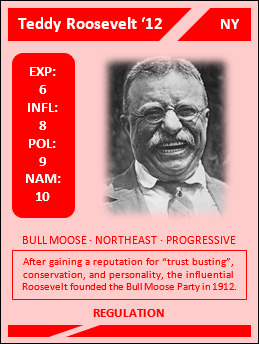 Teddy Roosevelt ‘12 NY
EXP:
6
INFL:
8
POL:
9
NAM:
10
BULL MOOSE · NORTHEAST · PROGRESSIVE
After gaining a reputation for “trust busting”,
conservation, and personality, the influential
Roosevelt founded the Bull Moose Party in 1912.
REGULATION